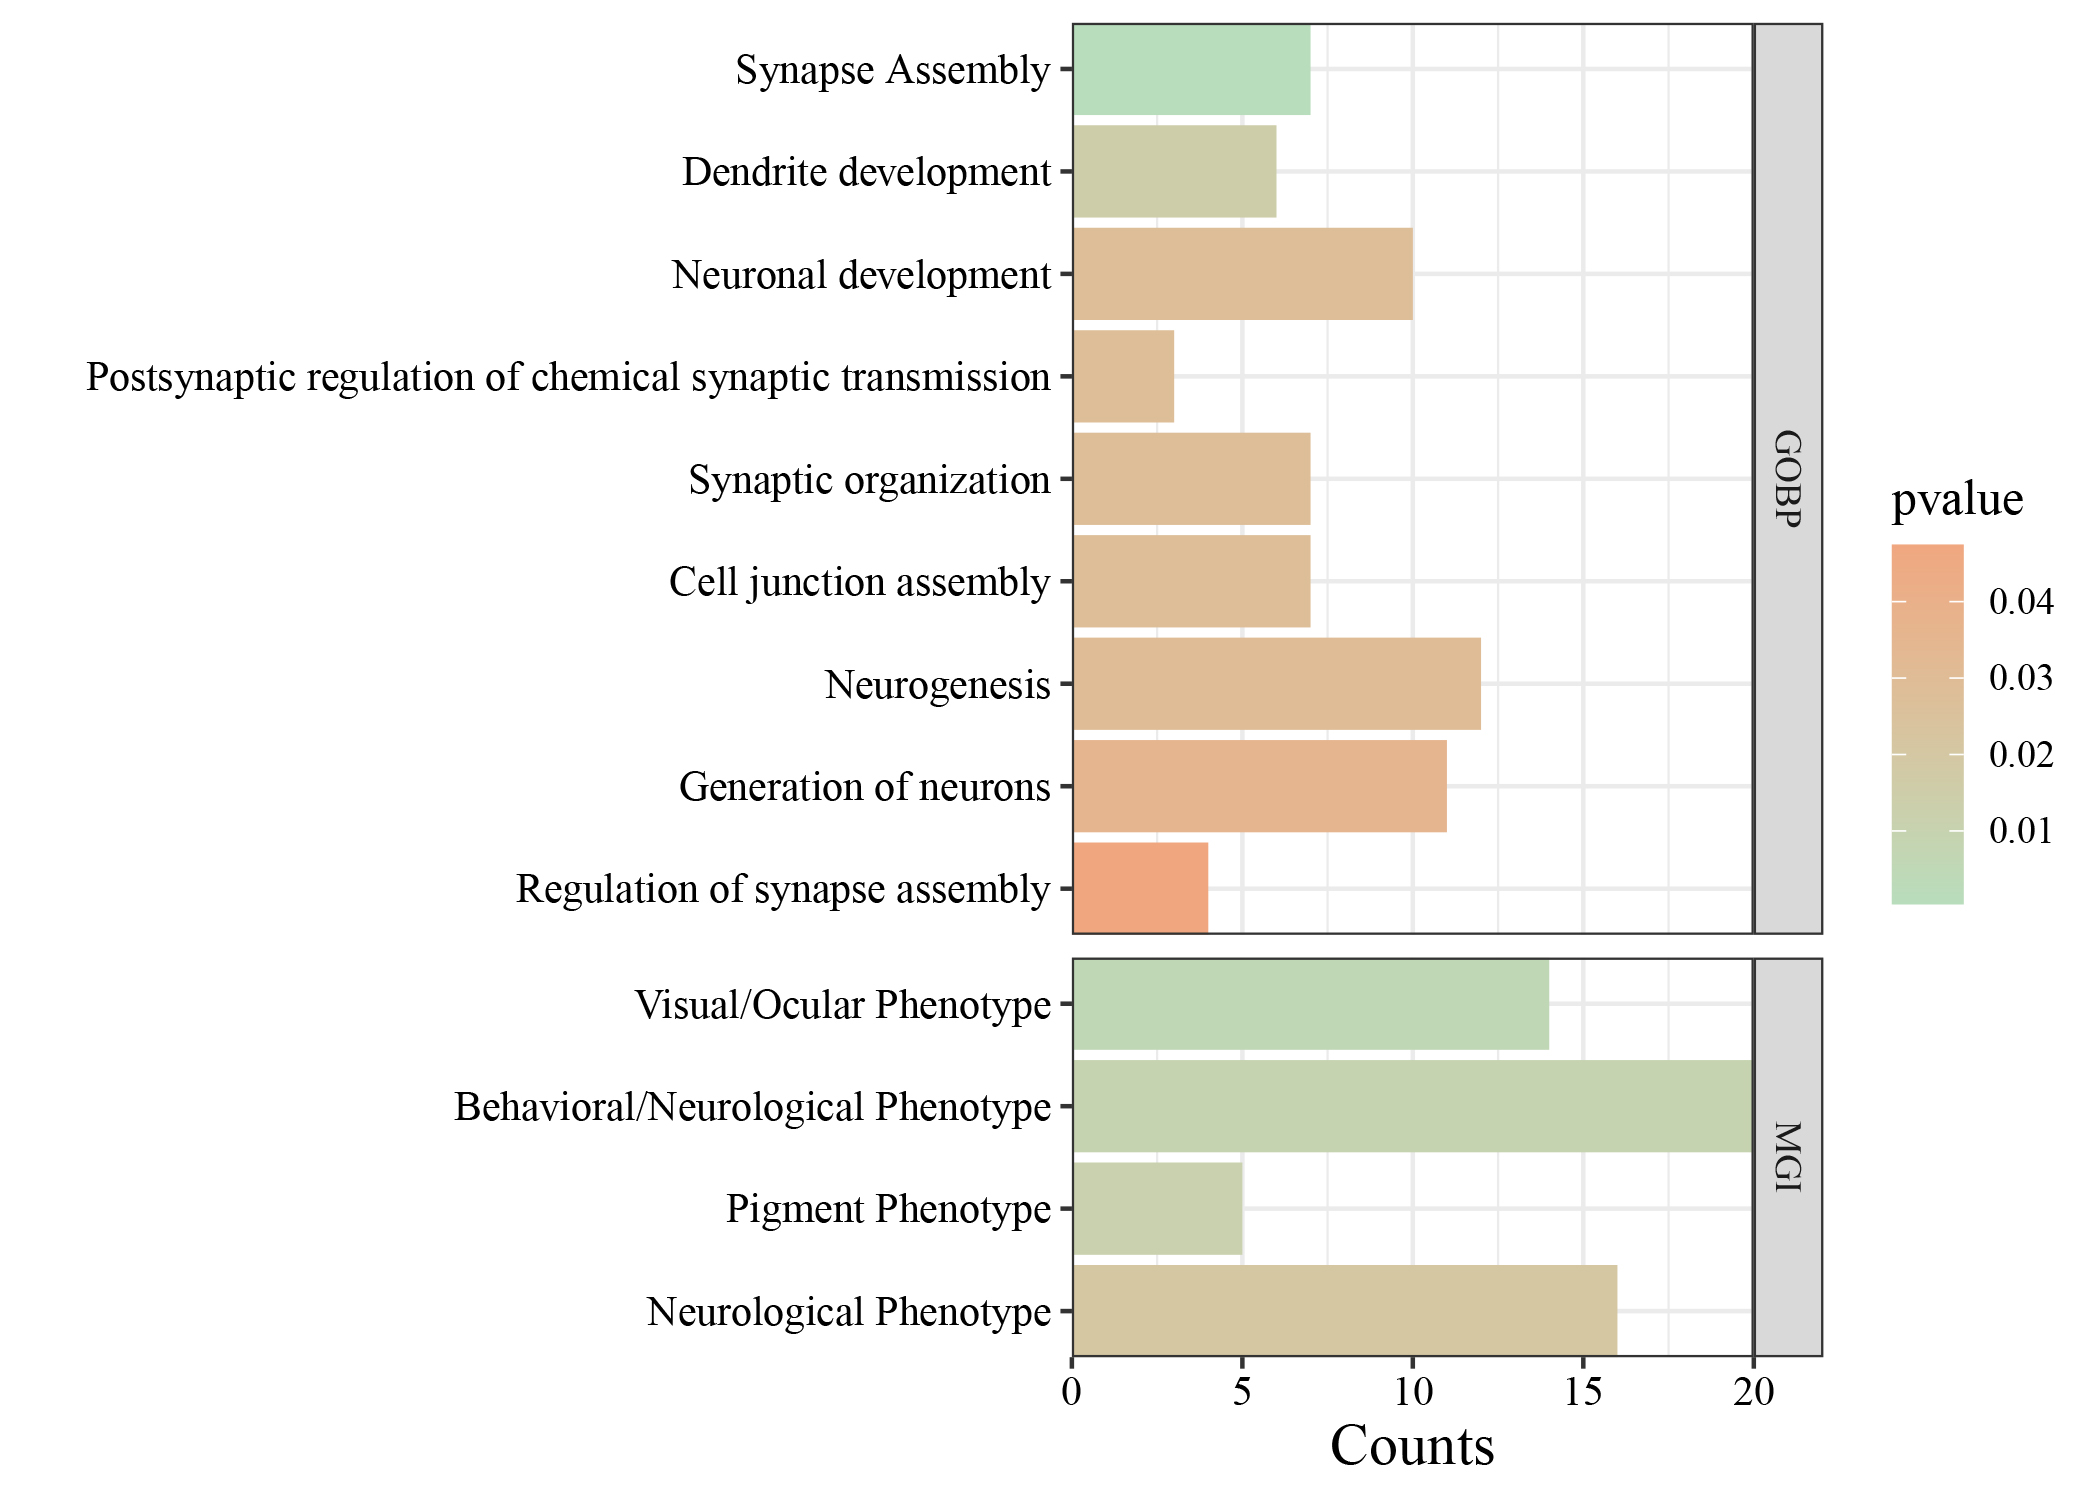 Synapse Assembly
Dendrite development
Neuronal development
Postsynaptic regulation of chemical synaptic transmission
Synaptic organization
Cell junction assembly
Neurogenesis
Generation of neurons
Regulation of synapse assembly
GOBP
Visual/Ocular Phenotype
Behavioral/Neurological Phenotype
Pigment Phenotype
Neurological Phenotype
MGI
0 5 10 15 20
Counts
pvalue
0.04
0.03
0.02
0.01